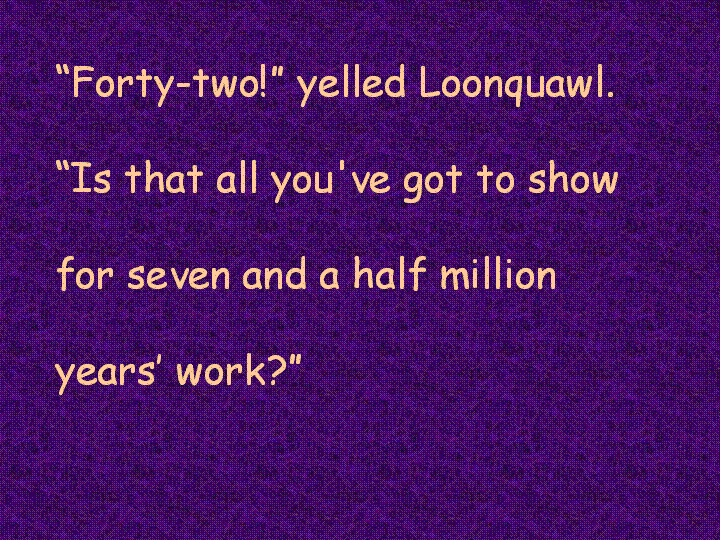 “Forty-two!” yelled Loonquawl.
“Is that all you've got to show
for seven and a half million
years’ work?”